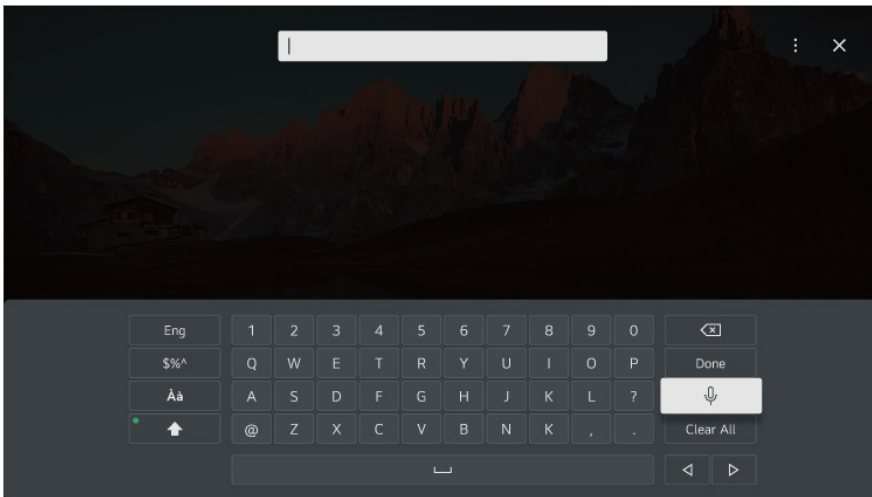 Eng 1 2 3 4 5 6 7 8 9 0
$%^ Q W E T R Y U I O P Done
Àà A S D F G H J K L ?
@ Z X C V B N K , . Clear All